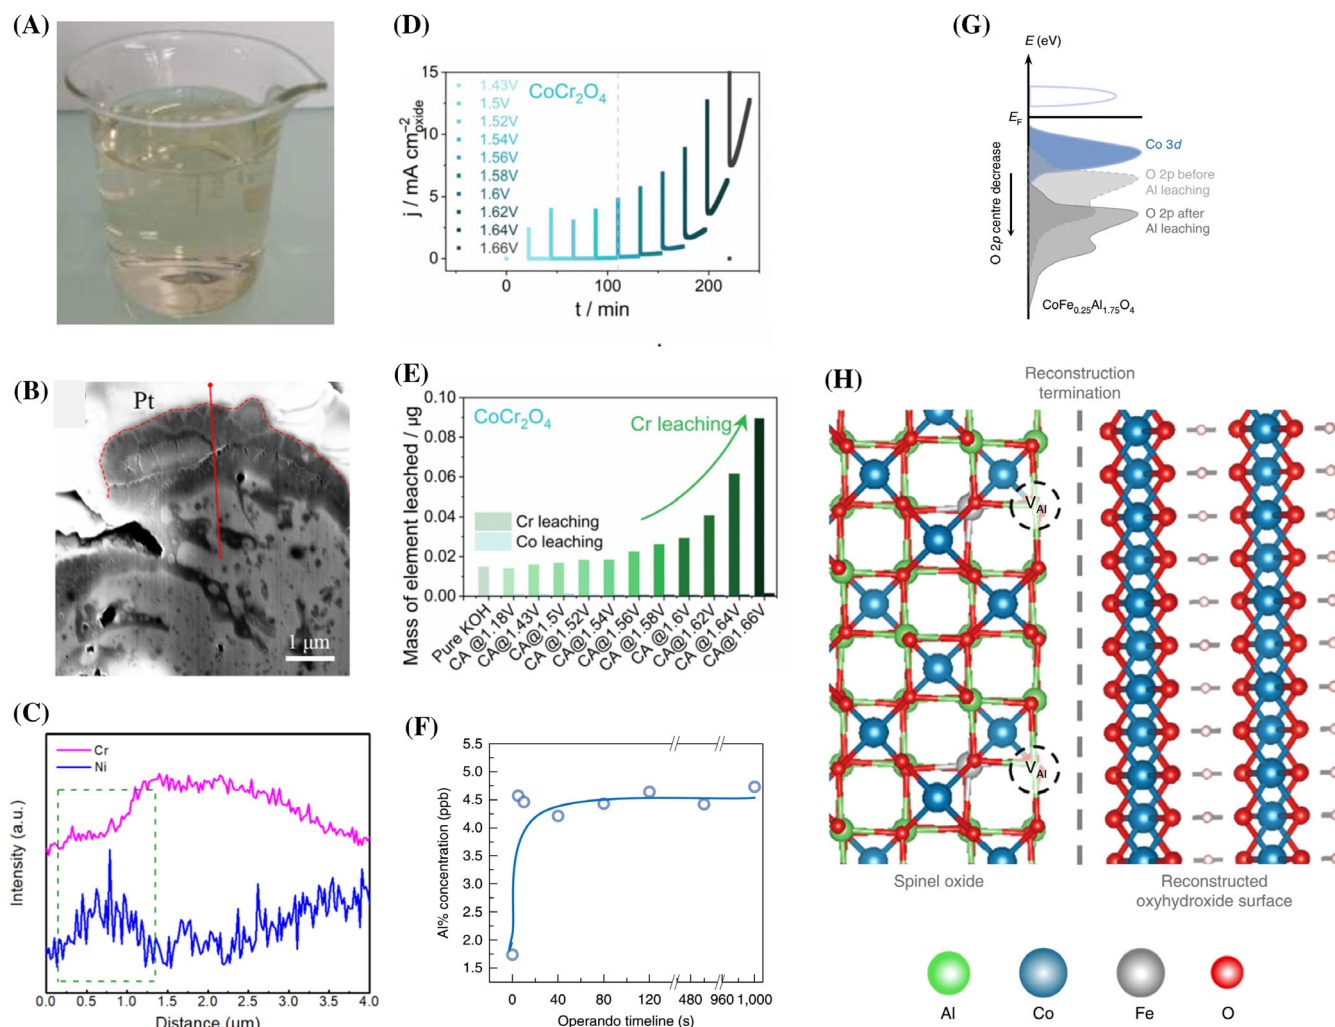 (A)
(B)
Pt
1 μm
(C)
Cr
Ni
Intensity (a.u.)
0.0 0.5 1.0 1.5 2.0 2.5 3.0 3.5 4.0
Distance (μm)
(D)
15
10
5
0
j / mA cm⁻²oxide
1.43V
1.5V
1.52V
1.54V
1.56V
1.58V
1.6V
1.62V
1.64V
1.66V
CoCr₂O₄
0 100 200
t / min
(E)
0.10
0.08
0.06
0.04
0.02
0.00
Mass of element leached / μg
CoCr₂O₄
Cr leaching
Cr leaching
Co leaching
Pure KOH
CA @1.18V
CA@1.43V
CA@1.5V
CA@1.52V
CA@1.54V
CA@1.56V
CA @1.58V
CA @1.6V
CA@1.62V
CA @1.64V
CA@1.66V
(F)
5.5
5.0
4.5
4.0
3.5
3.0
2.5
2.0
1.5
Al% concentration (ppb)
0 40 80 120 480 960 1,000
Operando timeline (s)
(G)
E (eV)
E_F
Co 3d
O 2p before
Al leaching
O 2p after
Al leaching
O 2p centre decrease
CoFe₀.₂₅Al₁.₇₅O₄
(H)
Reconstruction
termination
V_Al
V_Al
Spinel oxide
Reconstructed
oxyhydroxide surface
Al Co Fe O